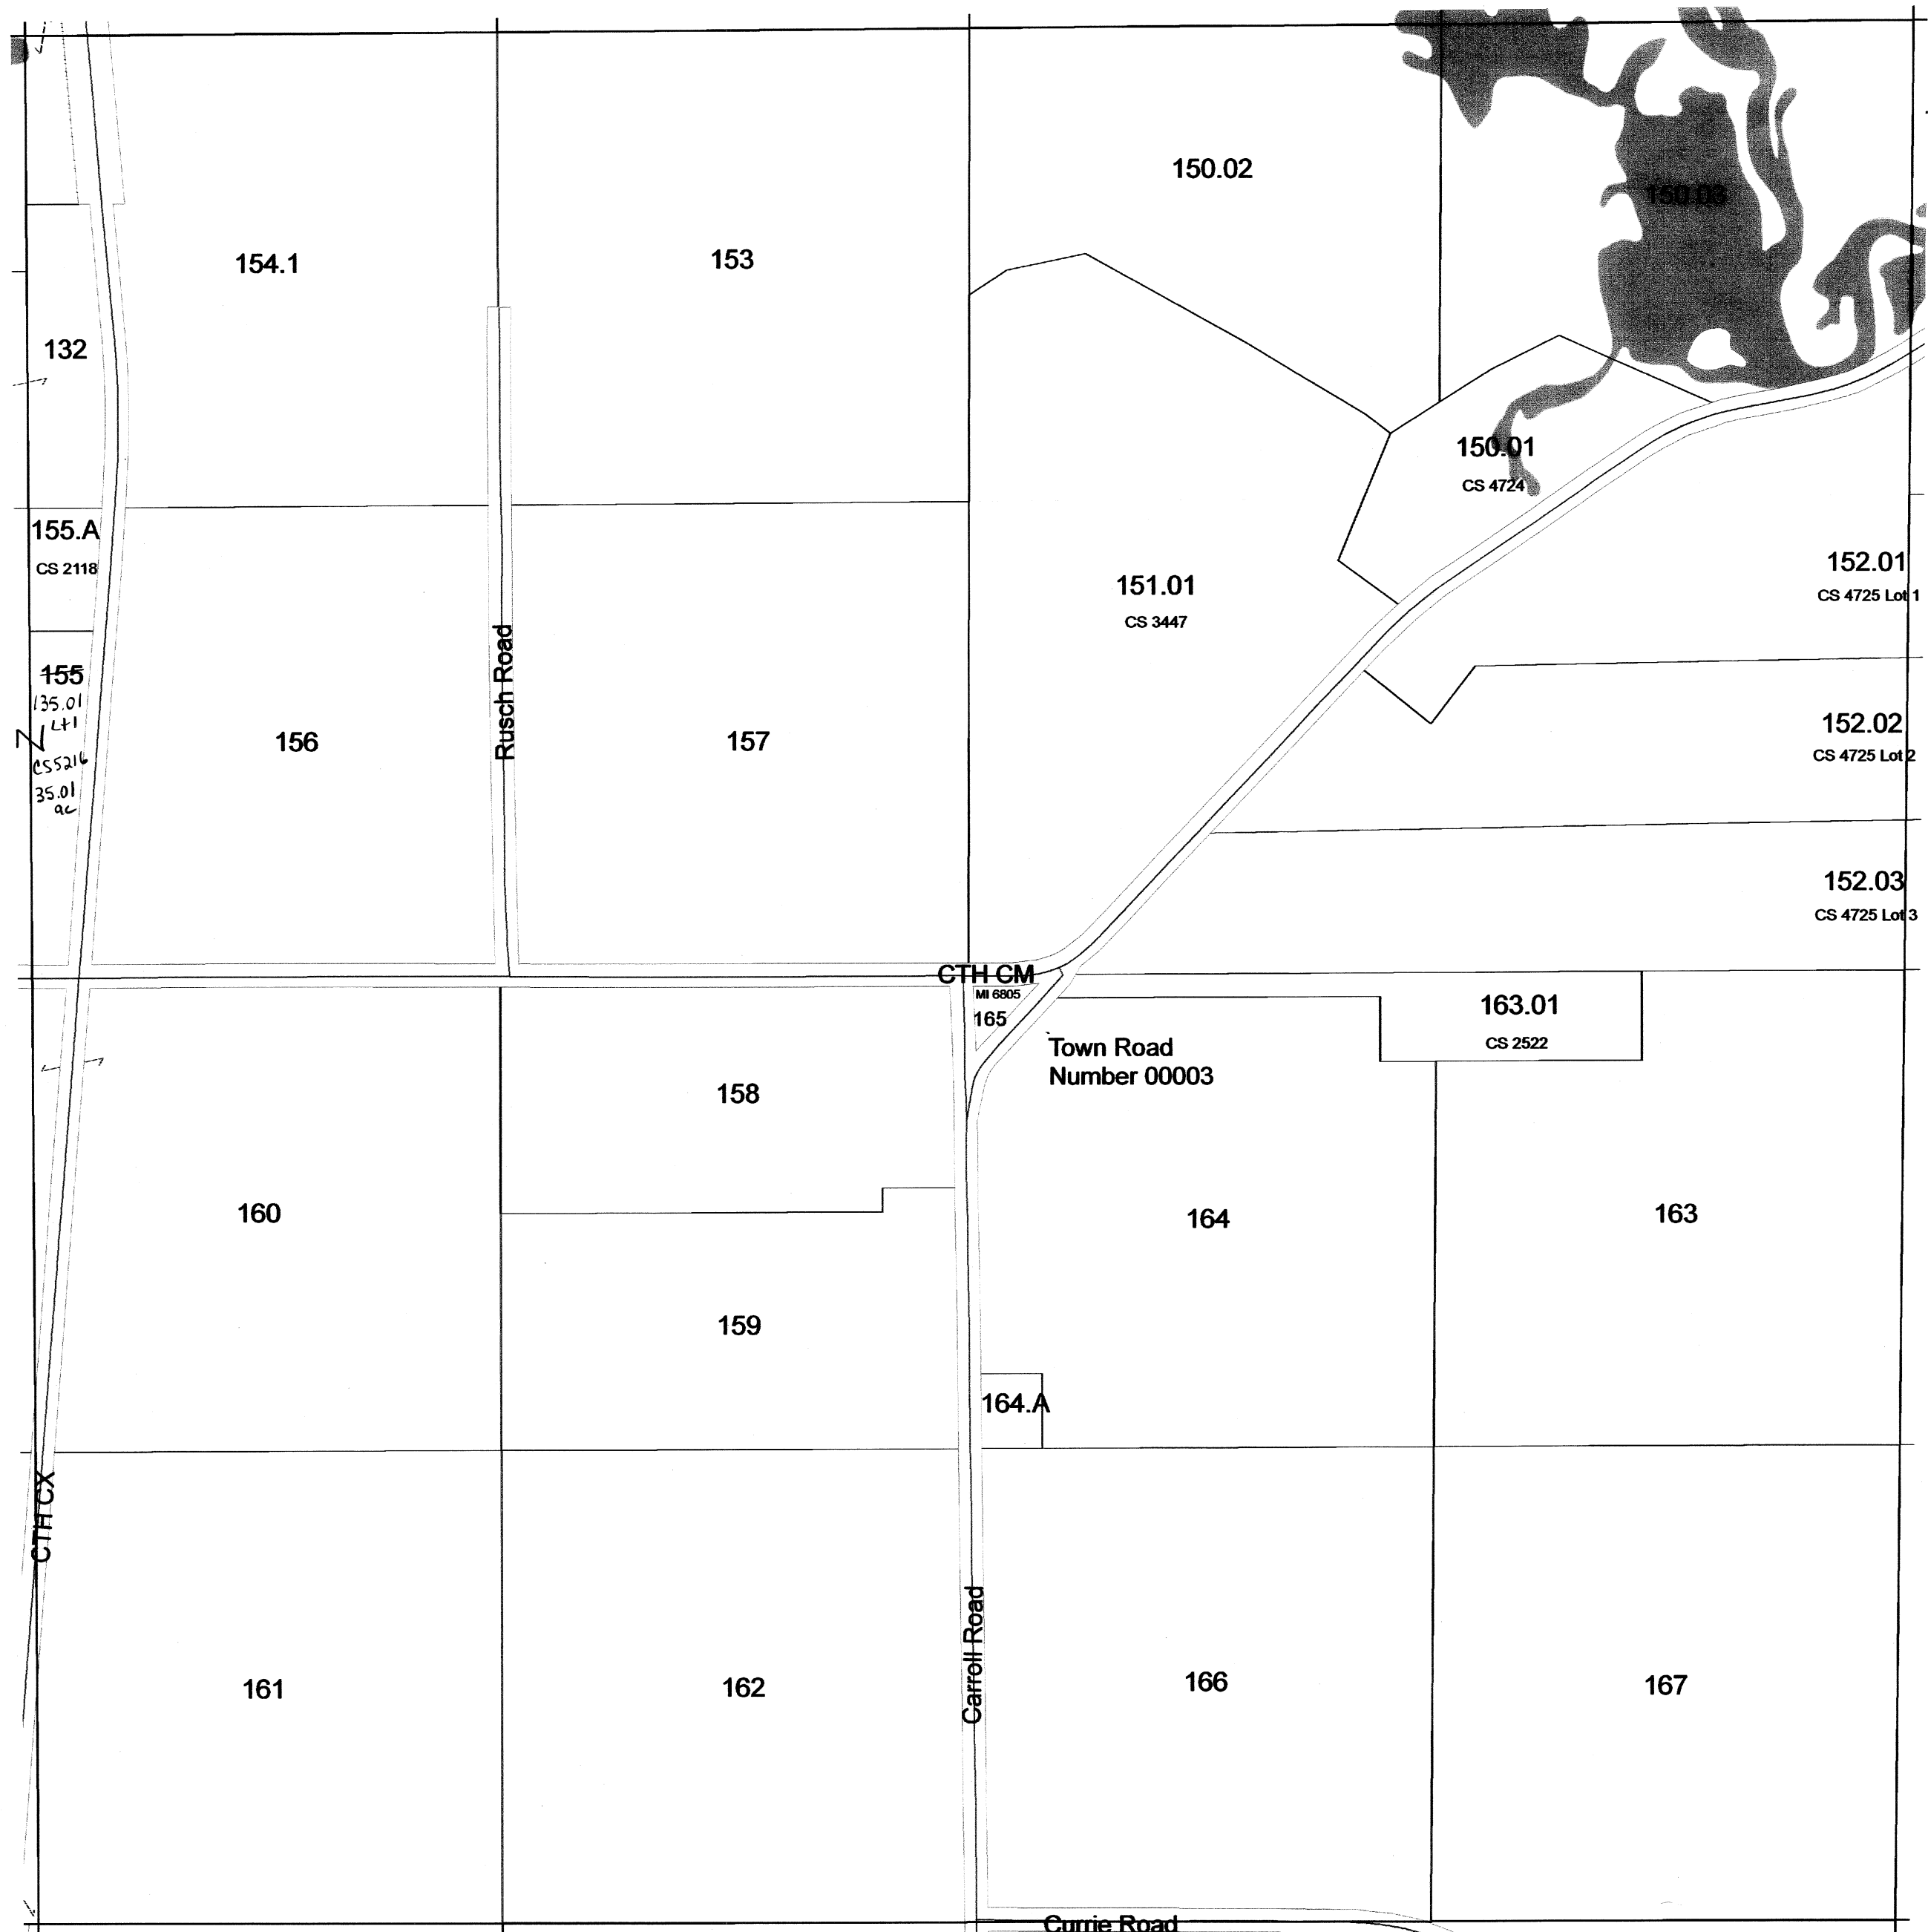 150.02
150.03
154.1
153
132
150.01
CS 4724
155.A
CS 2118
151.01
CS 3447
152.01
CS 4725 Lot 1
155
135.01
Lt 1
CS5216
35.01
ac
Rusch Road
156
157
152.02
CS 4725 Lot 2
152.03
CS 4725 Lot 3
CTH CM
MI 6805
165
163.01
CS 2522
Town Road
Number 00003
158
160
164
163
159
164.A
CTH CX
Carroll Road
161
162
166
167
Currie Road